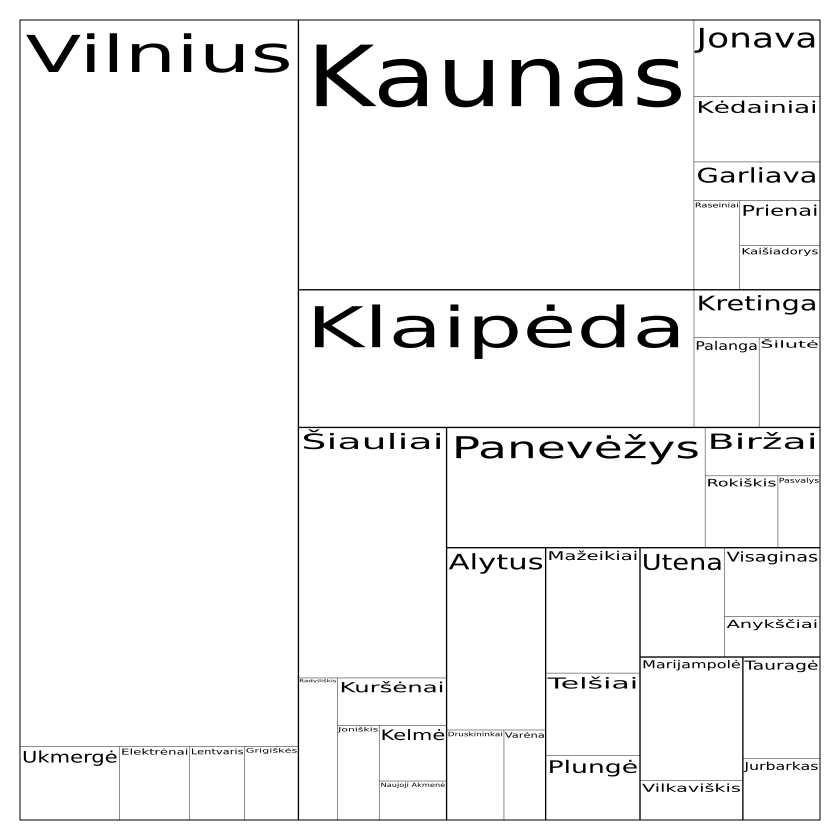 Vilnius
Ukmergė
Elektrėnai
Lentvaris
Grigiškės
Kaunas
Jonava
Kėdainiai
Garliava
Raseiniai
Prienai
Kaišiadorys
Klaipėda
Kretinga
Palanga
Šilutė
Šiauliai
Radviliškis
Kuršėnai
Joniškis
Kelmė
Naujoji Akmenė
Panevėžys
Biržai
Rokiškis
Pasvalys
Alytus
Druskininkai
Varėna
Mažeikiai
Telšiai
Plungė
Utena
Visaginas
Anykščiai
Marijampolė
Vilkaviškis
Tauragė
Jurbarkas